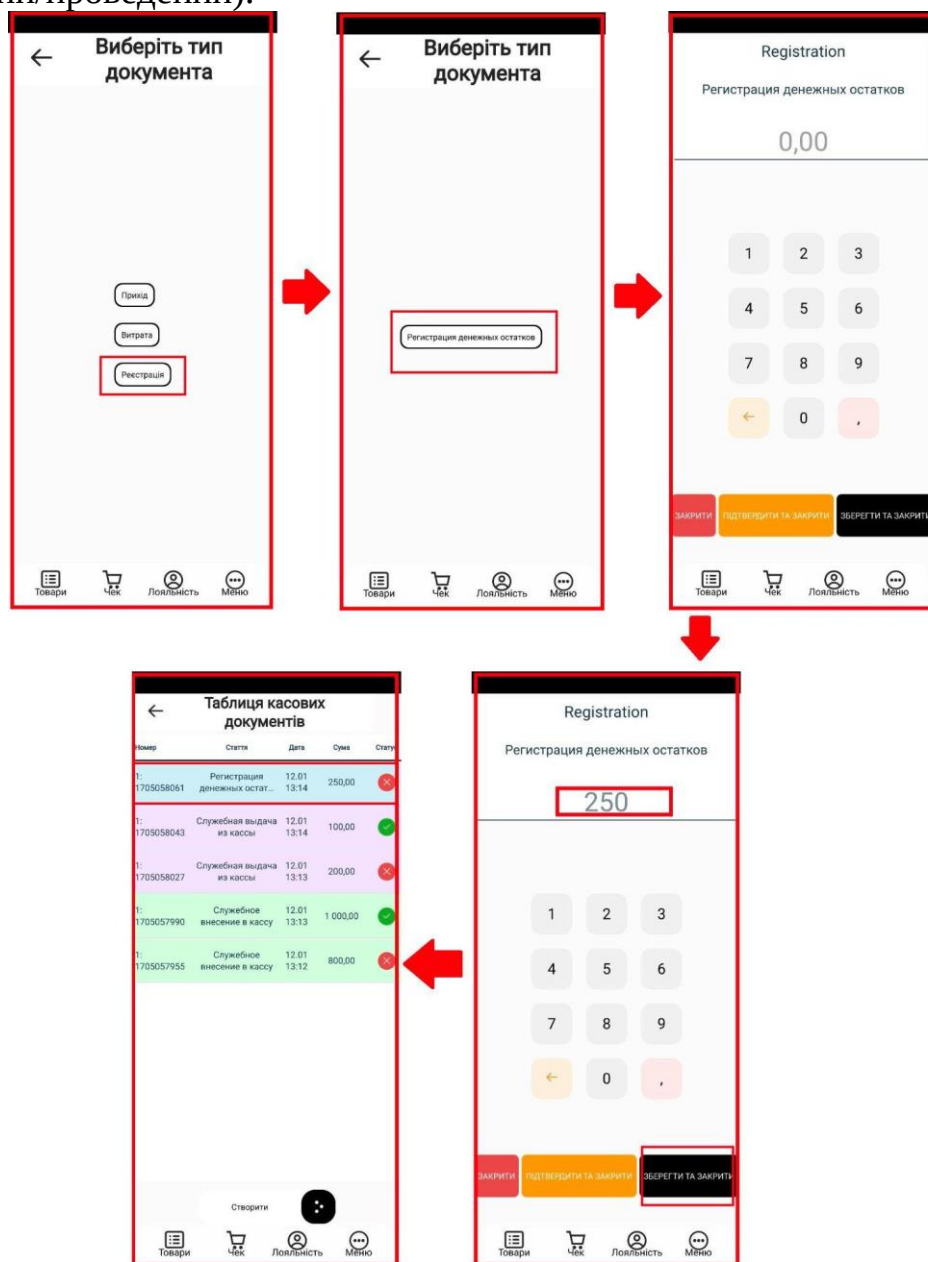 Виберіть тип
документа
Прихід
Витрата
Реєстрація
Товари
Чек
Лояльність
Меню
Виберіть тип
документа
Регистрация денежных остатков
Товари
Чек
Лояльність
Меню
Registration
Регистрация денежных остатков
0,00
1 2 3
4 5 6
7 8 9
← 0 ,
ЗАКРИТИ
ПІДТВЕРДИТИ ТА ЗАКРИТИ
ЗБЕРЕГТИ ТА ЗАКРИТИ
Товари
Чек
Лояльність
Меню
Таблиця касових
документів
Номер Стаття Дата Сума Стату
1: Регистрация 12.01
1705058061 денежных остат... 13:14 250,00
1: Служебная выдача 12.01
1705058043 из кассы 13:14 100,00
1: Служебная выдача 12.01
1705058027 из кассы 13:13 200,00
1: Служебное 12.01
1705057990 внесение в кассу 13:13 1 000,00
1: Служебное 12.01
1705057955 внесение в кассу 13:12 800,00
Створити
Товари
Чек
Лояльність
Меню
Registration
Регистрация денежных остатков
250
1 2 3
4 5 6
7 8 9
← 0 ,
ЗАКРИТИ
ПІДТВЕРДИТИ ТА ЗАКРИТИ
ЗБЕРЕГТИ ТА ЗАКРИТИ
Товари
Чек
Лояльність
Меню